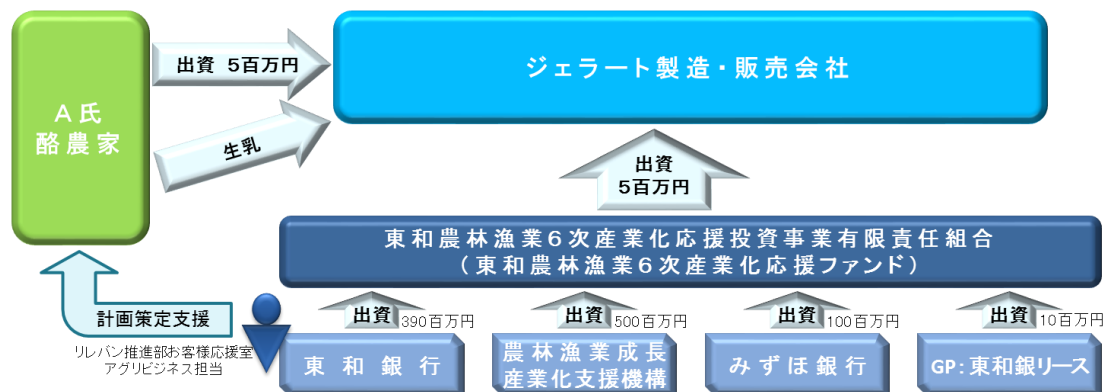 A氏
酪農家
出資 5百万円
生乳
ジェラート製造・販売会社
出資
5百万円
東和農林漁業6次産業化応援投資事業有限責任組合
（東和農林漁業6次産業化応援ファンド）
計画策定支援
リレバン推進部お客様応援室
アグリビジネス担当
出資 390百万円
出資 500百万円
出資 100百万円
出資 10百万円
東和銀行
農林漁業成長
産業化支援機構
みずほ銀行
GP：東和銀リース